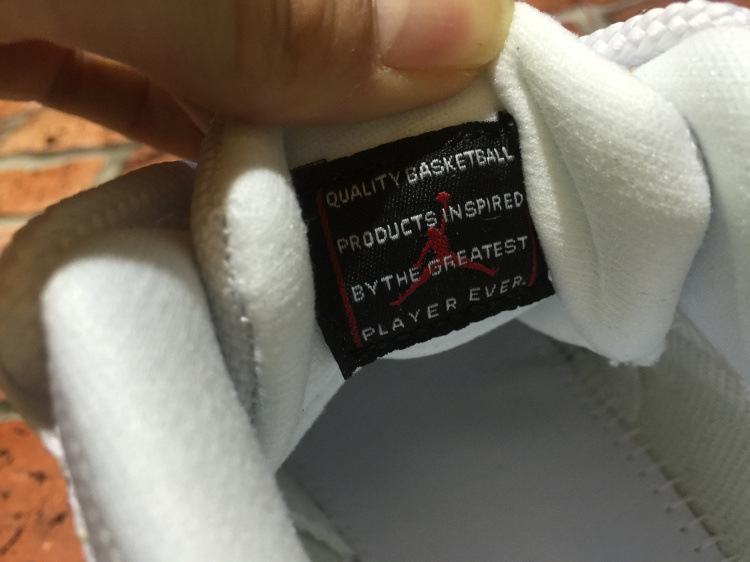 QUALITY BASKETBALL
PRODUCTS INSPIRED
BY THE GREATEST
PLAYER EVER.